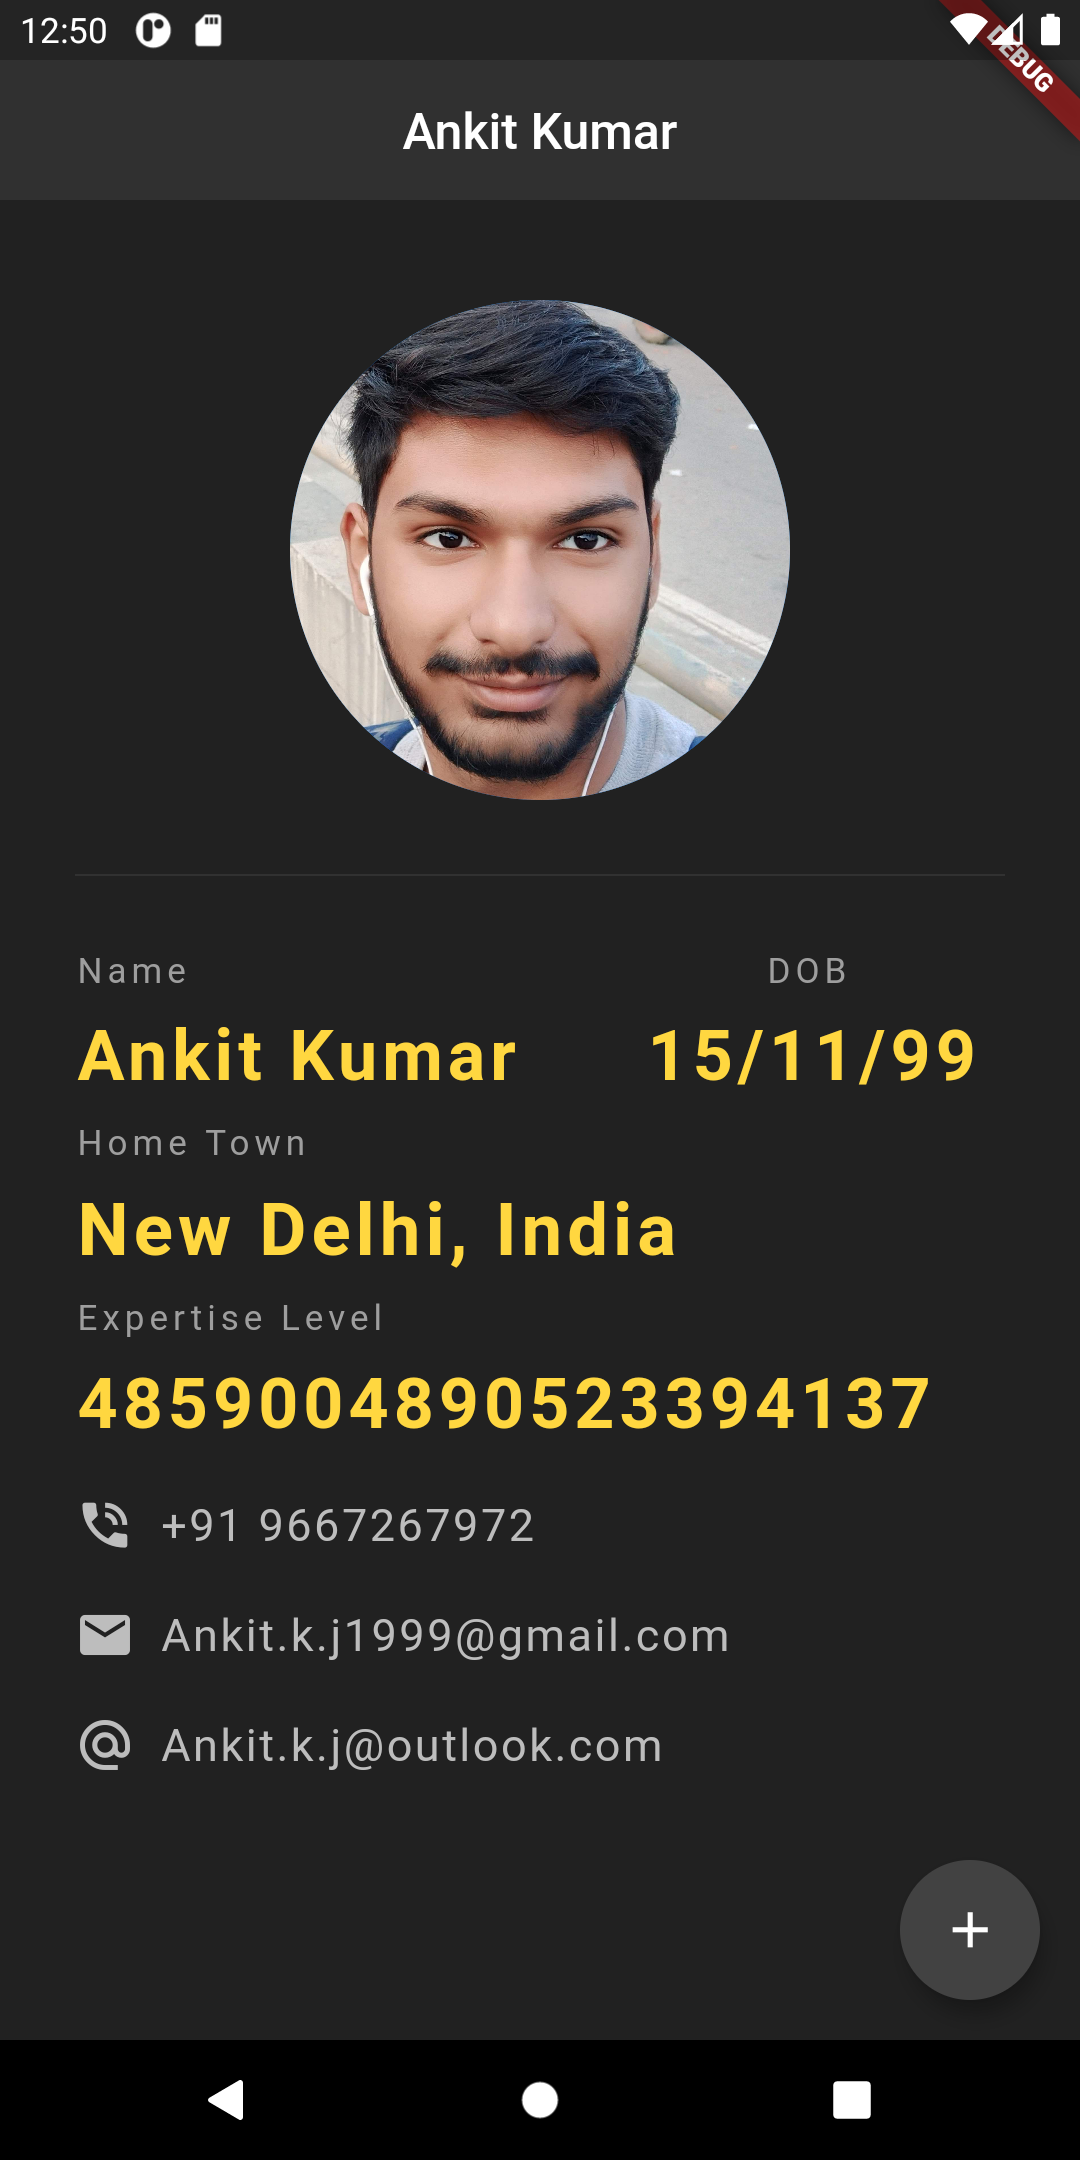 12:50
DEBUG
Ankit Kumar
Name DOB
Ankit Kumar 15/11/99
Home Town
New Delhi, India
Expertise Level
4859004890523394137
+91 9667267972
Ankit.k.j1999@gmail.com
Ankit.k.j@outlook.com